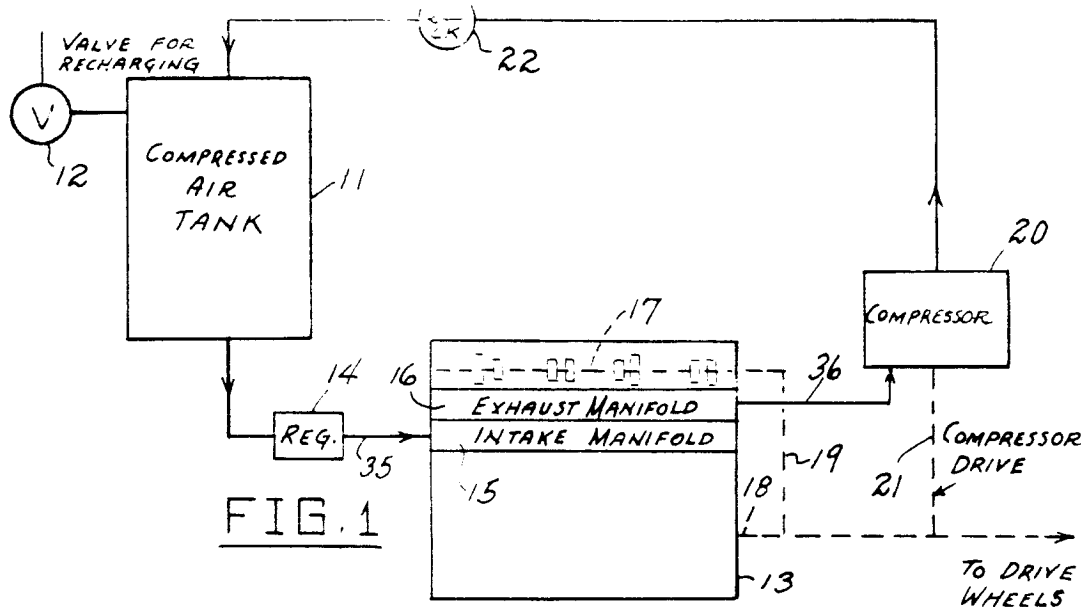 VALVE FOR
RECHARGING
22
V
12
COMPRESSED
AIR
TANK
11
20
COMPRESSOR
17
14
16
EXHAUST MANIFOLD
36
REG.
INTAKE MANIFOLD
35
15
19
COMPRESSOR
DRIVE
21
18
FIG. 1
13
TO DRIVE
WHEELS